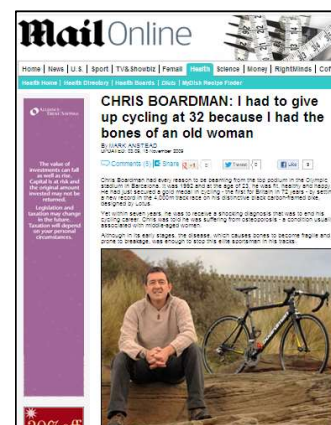 Mail Online
Home News U.S. Sport TV&Showbiz Femail Health Science Money RightMinds
Health Home Health Directory Health Boards Diets MyDish Recipe Finder
CHRIS BOARDMAN: I had to give
up cycling at 32 because I had the
bones of an old woman
By MARK ANSTEAD
Comments (5) Share
Tweet
Like
Chris Boardman had every reason to be beaming from the top podium in the Olympic
stadium in Barcelona. It was 1992 and at the age of 23, he was fit, healthy and happy.
He had just secured a gold medal in cycling - the first for Britain in 72 years - by setting
a new record in the 4,000m track race on his distinctive black carbon-framed bike,
designed by Lotus.
Yet within seven years, he was to receive a shocking diagnosis that was to end his
cycling career. Chris was told he was suffering from osteoporosis - a condition usually
associated with middle-aged women.
Although in its early stages, the disease, which causes bones to become fragile and
prone to breakage, was enough to stop this elite sportsman in his tracks.
The value of
investments can fall
as well as rise.
Capital is at risk and
the original amount
invested may not be
returned.
Legislation and
taxation may change
in the future.
Taxation will depend
on your personal
circumstances.